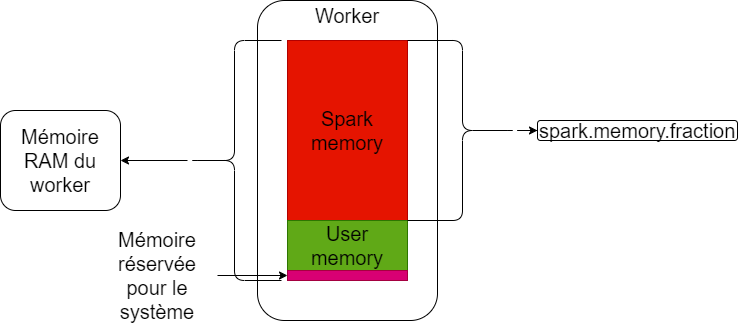 Worker
Spark
memory
Mémoire
RAM du
worker
spark.memory.fraction
User
memory
Mémoire
réservée
pour le
système